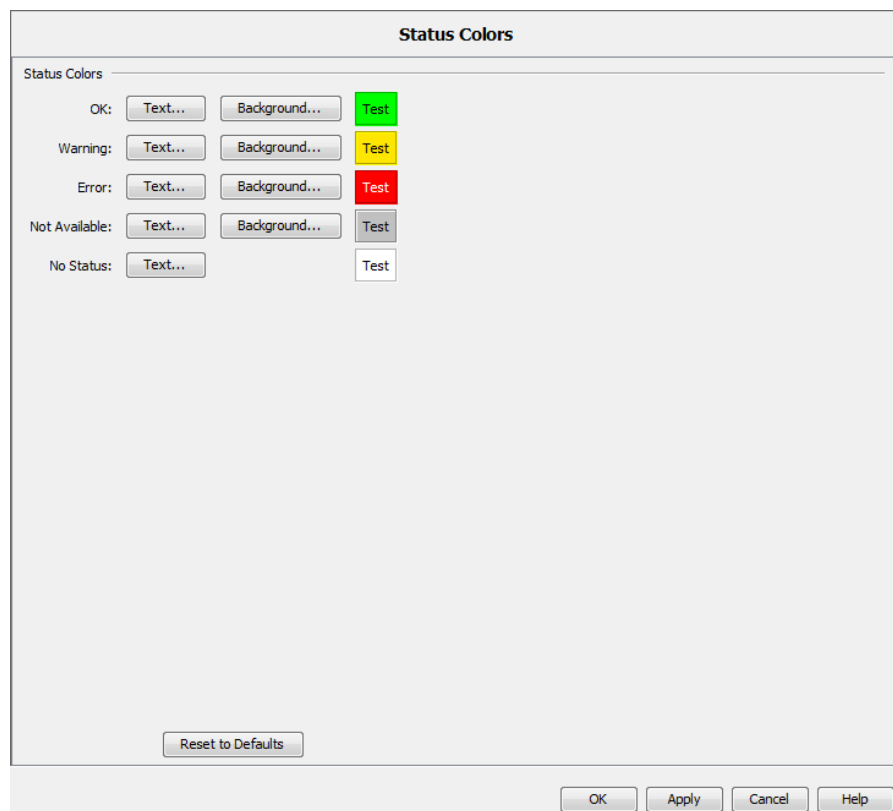 Status Colors
Status Colors
OK: Text... Background... Test
Warning: Text... Background... Test
Error: Text... Background... Test
Not Available: Text... Background... Test
No Status: Text... Test
Reset to Defaults
OK Apply Cancel Help